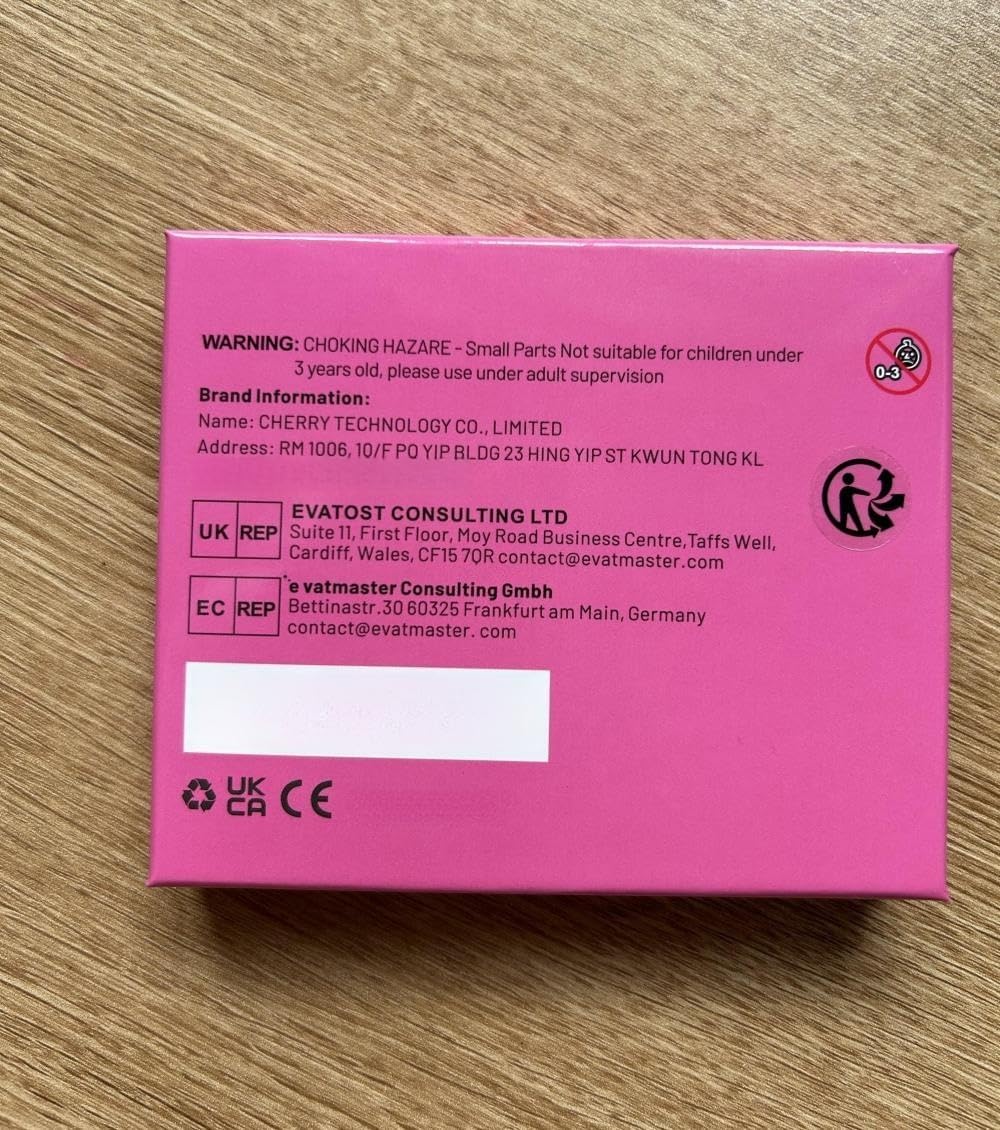 WARNING: CHOKING HAZARE - Small Parts Not suitable for children under
3 years old, please use under adult supervision
0-3
Brand Information:
Name: CHERRY TECHNOLOGY CO., LIMITED
Address: RM 1006, 10/F PO YIP BLDG 23 HING YIP ST KWUN TONG KL
UK REP
EVATOST CONSULTING LTD
Suite 11, First Floor, Moy Road Business Centre,Taffs Well,
Cardiff, Wales, CF15 7QR contact@evatmaster.com
EC REP
e vatmaster Consulting Gmbh
Bettinastr.30 60325 Frankfurt am Main, Germany
contact@evatmaster. com
UK
CA
CE